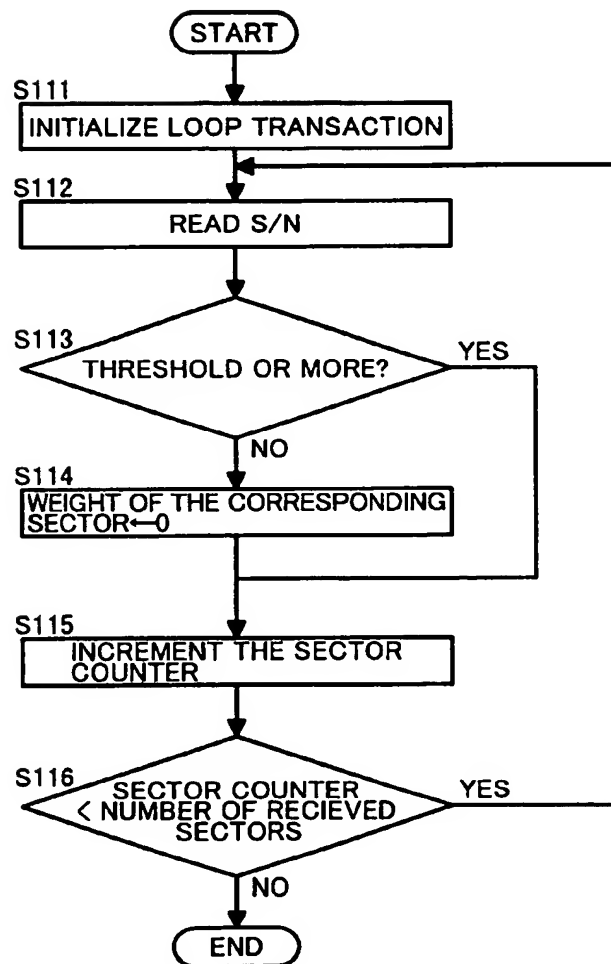 START
S111
INITIALIZE LOOP TRANSACTION
S112
READ S/N
S113
THRESHOLD OR MORE?
YES
NO
S114
WEIGHT OF THE CORRESPONDING
SECTOR←0
S115
INCREMENT THE SECTOR
COUNTER
S116
SECTOR COUNTER
< NUMBER OF RECIEVED
SECTORS
YES
NO
END